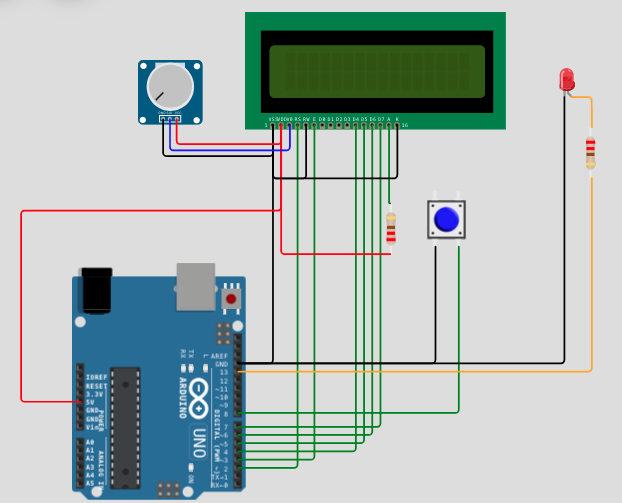 GND SIG VCC
VSS VDD V0 RS RW E D0 D1 D2 D3 D4 D5 D6 D7 A K
1 16
AREF
GND
13
12
~11
~10
~9
8
7
~6
~5
4
~3
2
TX→1
RX←0
DIGITAL (PWM ~)
RX
TX
L
ARDUINO
UNO
ON
IOREF
RESET
3.3V
5V
GND
GND
Vin
POWER
A0
A1
A2
A3
A4
A5
ANALOG IN